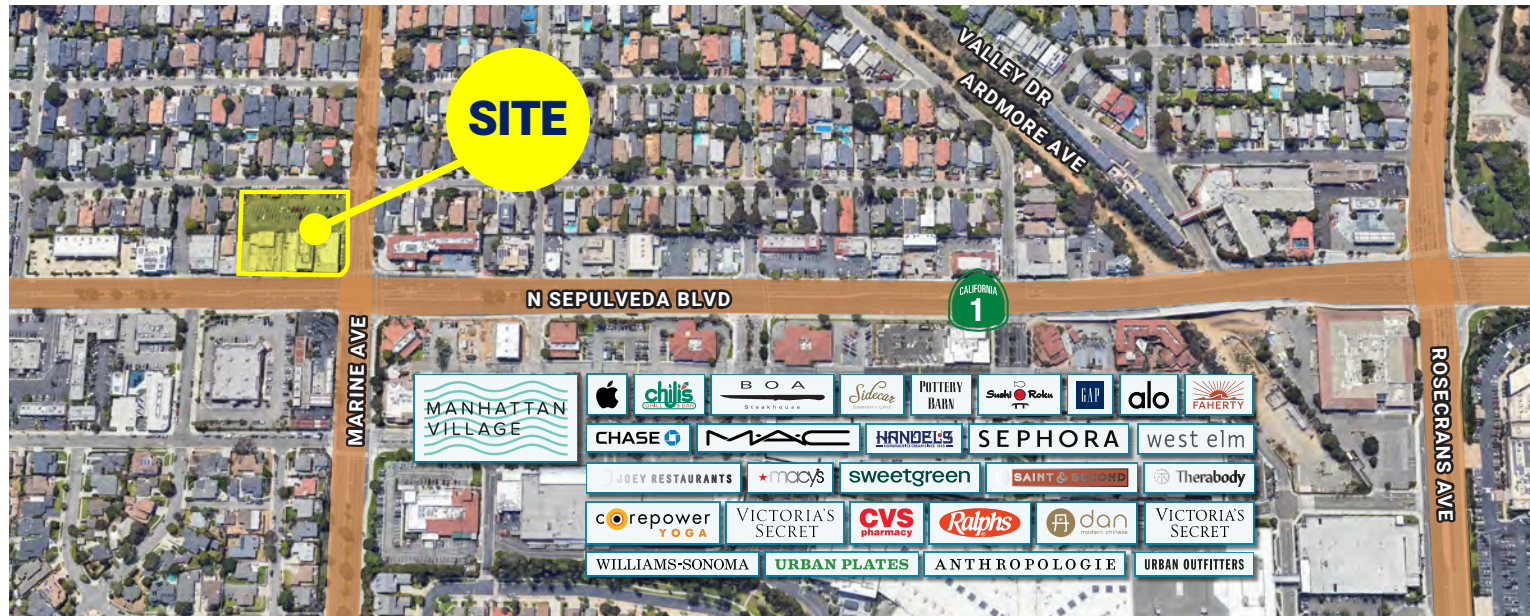 VALLEY DR
ARDMORE AVE
SITE
N SEPULVEDA BLVD
CALIFORNIA
1
MARINE AVE
ROSECRANS AVE
MANHATTAN
VILLAGE
chili's
GRILL & BAR
BOA
Steakhouse
Sidecar
POTTERY
BARN
Sushi Roku
GAP
alo
FAHERTY
CHASE
MAC
HANDEL'S
SEPHORA
west elm
JOEY RESTAURANTS
macy's
sweetgreen
SAINT & SECOND
Therabody
corepower
YOGA
VICTORIA'S
SECRET
CVS
pharmacy
Ralphs
dan
modern chinese
VICTORIA'S
SECRET
WILLIAMS-SONOMA
URBAN PLATES
ANTHROPOLOGIE
URBAN OUTFITTERS